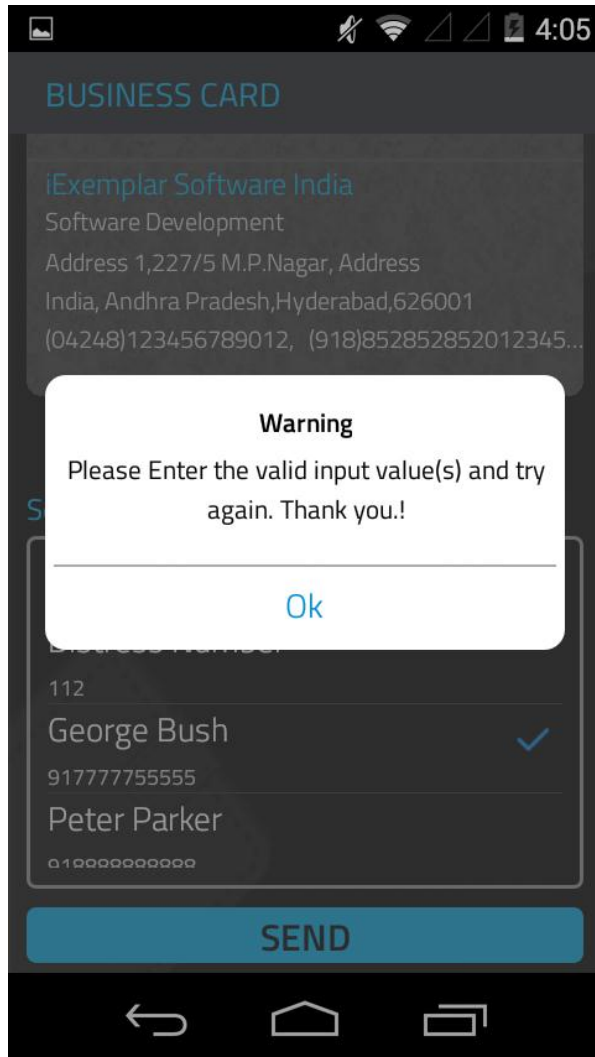 4:05
BUSINESS CARD
iExemplar Software India
Software Development
Address 1,227/5 M.P.Nagar, Address
India, Andhra Pradesh,Hyderabad,626001
(04248)123456789012, (918)852852852012345...
Warning
Please Enter the valid input value(s) and try
again. Thank you.!
Ok
112
George Bush
917777755555
Peter Parker
918888888888
SEND